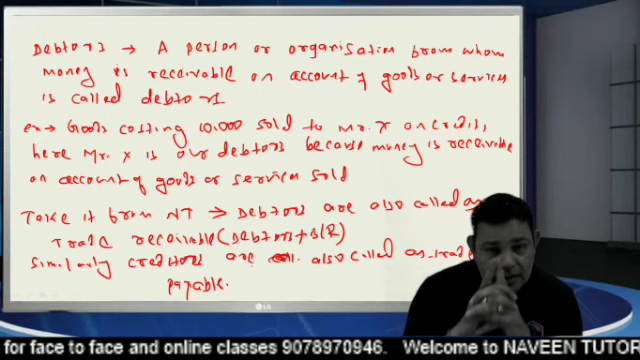 Debtors → A person or organisation from whom
money is receivable on account of goods or services
is called debtors.
ex → Goods costing 10,000 sold to Mr. X on credit,
here Mr. X is our debtors because money is receivable
on account of goods or services sold
Take it from NT → Debtors are also called as
Trade receivable (Debtors + B/R)
Similarly creditors are also called as trade
payable.
LG
for face to face and online classes 9078970946. Welcome to NAVEEN TUTOR